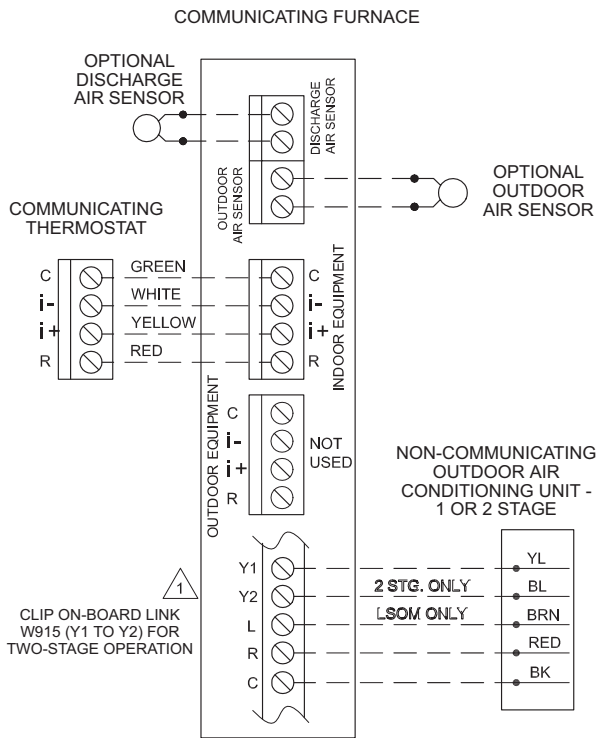 COMMUNICATING FURNACE
OPTIONAL
DISCHARGE
AIR SENSOR
DISCHARGE
AIR SENSOR
OUTDOOR
AIR SENSOR
OPTIONAL
OUTDOOR
AIR SENSOR
COMMUNICATING
THERMOSTAT
C GREEN C
i- WHITE i-
i+ YELLOW i+
R RED R
INDOOR EQUIPMENT
OUTDOOR EQUIPMENT
C
i-
i+
R
NOT
USED
NON-COMMUNICATING
OUTDOOR AIR
CONDITIONING UNIT -
1 OR 2 STAGE
1
CLIP ON-BOARD LINK
W915 (Y1 TO Y2) FOR
TWO-STAGE OPERATION
Y1 YL
Y2 2 STG. ONLY BL
L LSOM ONLY BRN
R RED
C BK